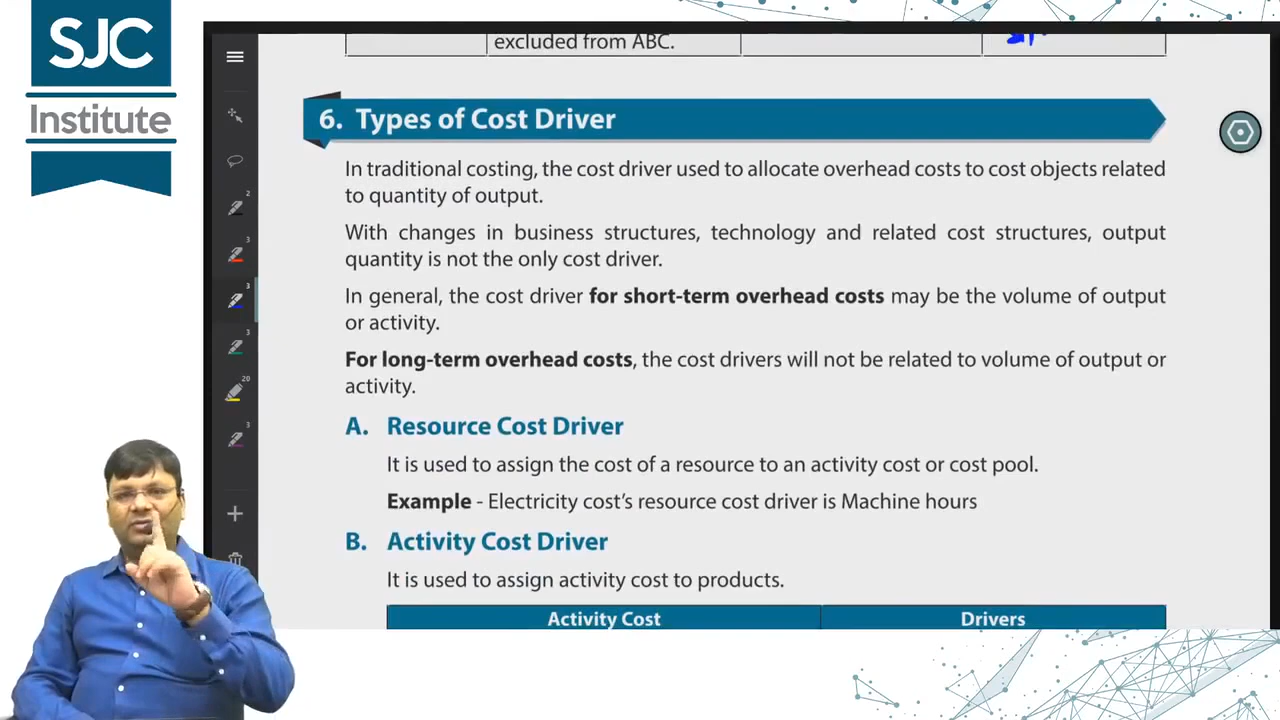 SJC
Institute
excluded from ABC.
6. Types of Cost Driver
In traditional costing, the cost driver used to allocate overhead costs to cost objects related
to quantity of output.
With changes in business structures, technology and related cost structures, output
quantity is not the only cost driver.
In general, the cost driver for short-term overhead costs may be the volume of output
or activity.
For long-term overhead costs, the cost drivers will not be related to volume of output or
activity.
A. Resource Cost Driver
It is used to assign the cost of a resource to an activity cost or cost pool.
Example - Electricity cost's resource cost driver is Machine hours
B. Activity Cost Driver
It is used to assign activity cost to products.
Activity Cost Drivers
2
3
3
3
20
3